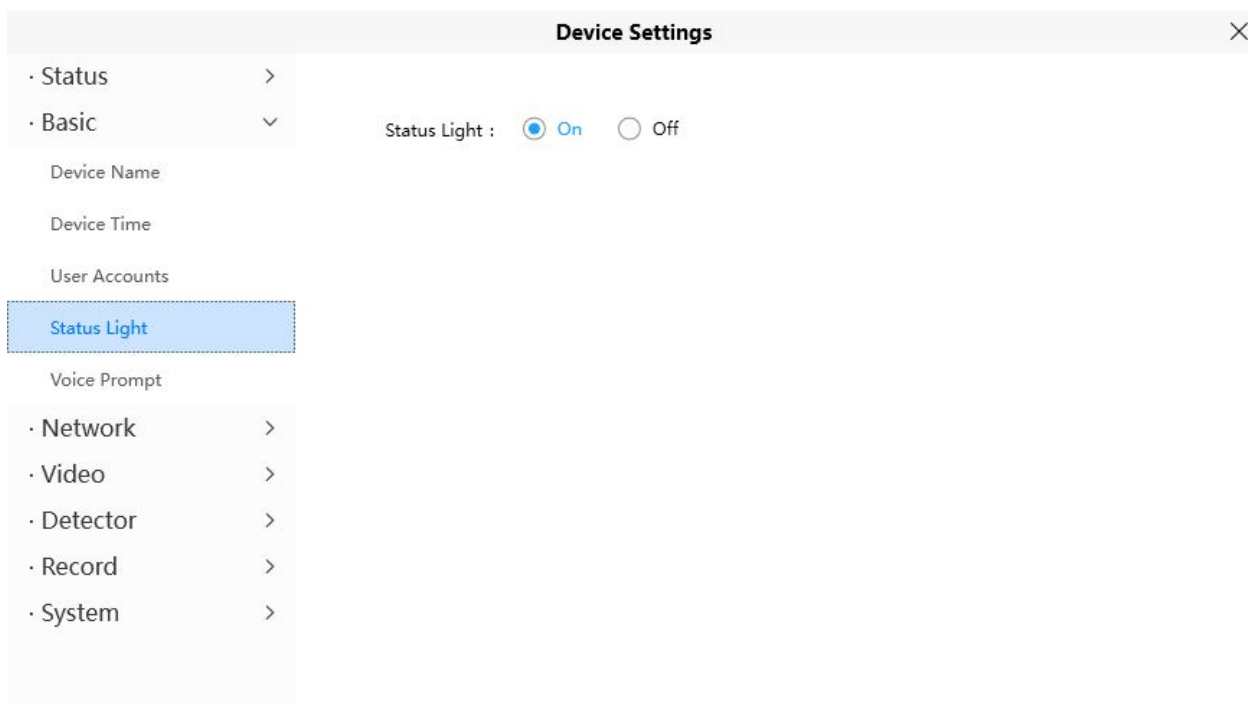 Device Settings
· Status
· Basic
Device Name
Device Time
User Accounts
Status Light
Voice Prompt
· Network
· Video
· Detector
· Record
· System
Status Light : On Off